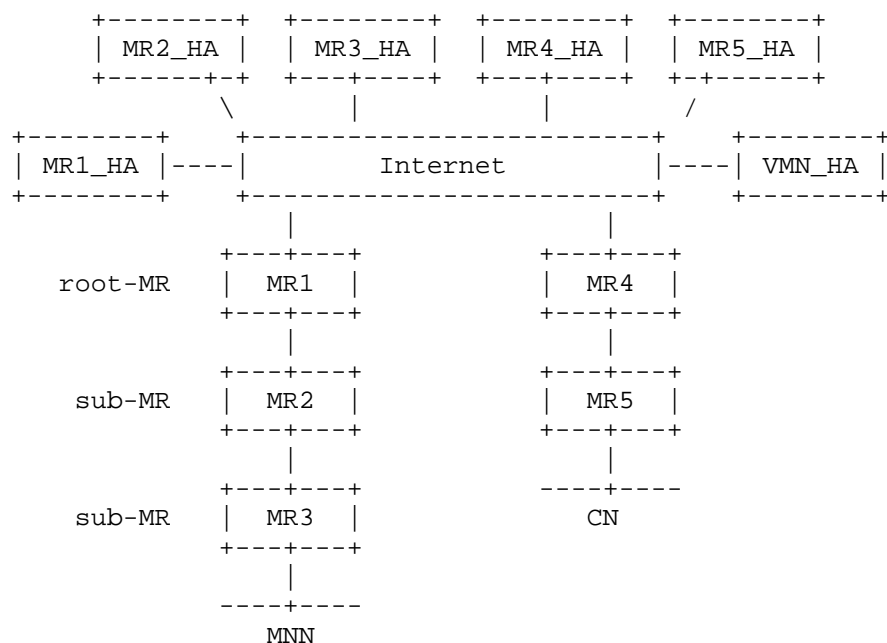 MR2_HA MR3_HA MR4_HA MR5_HA
MR1_HA Internet VMN_HA
root-MR MR1 MR4
sub-MR MR2 MR5
sub-MR MR3 CN
MNN